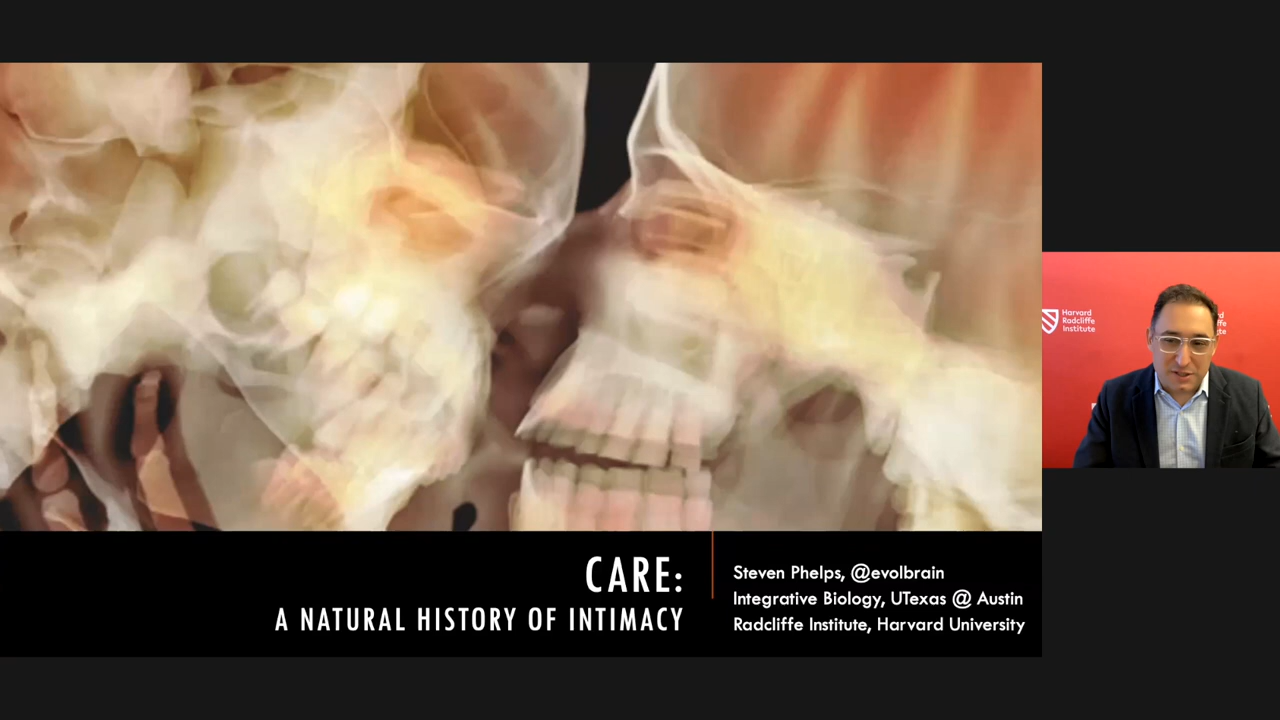 CARE:
A NATURAL HISTORY OF INTIMACY
Steven Phelps, @evolbrain
Integrative Biology, UTexas @ Austin
Radcliffe Institute, Harvard University
Harvard
Radcliffe
Institute